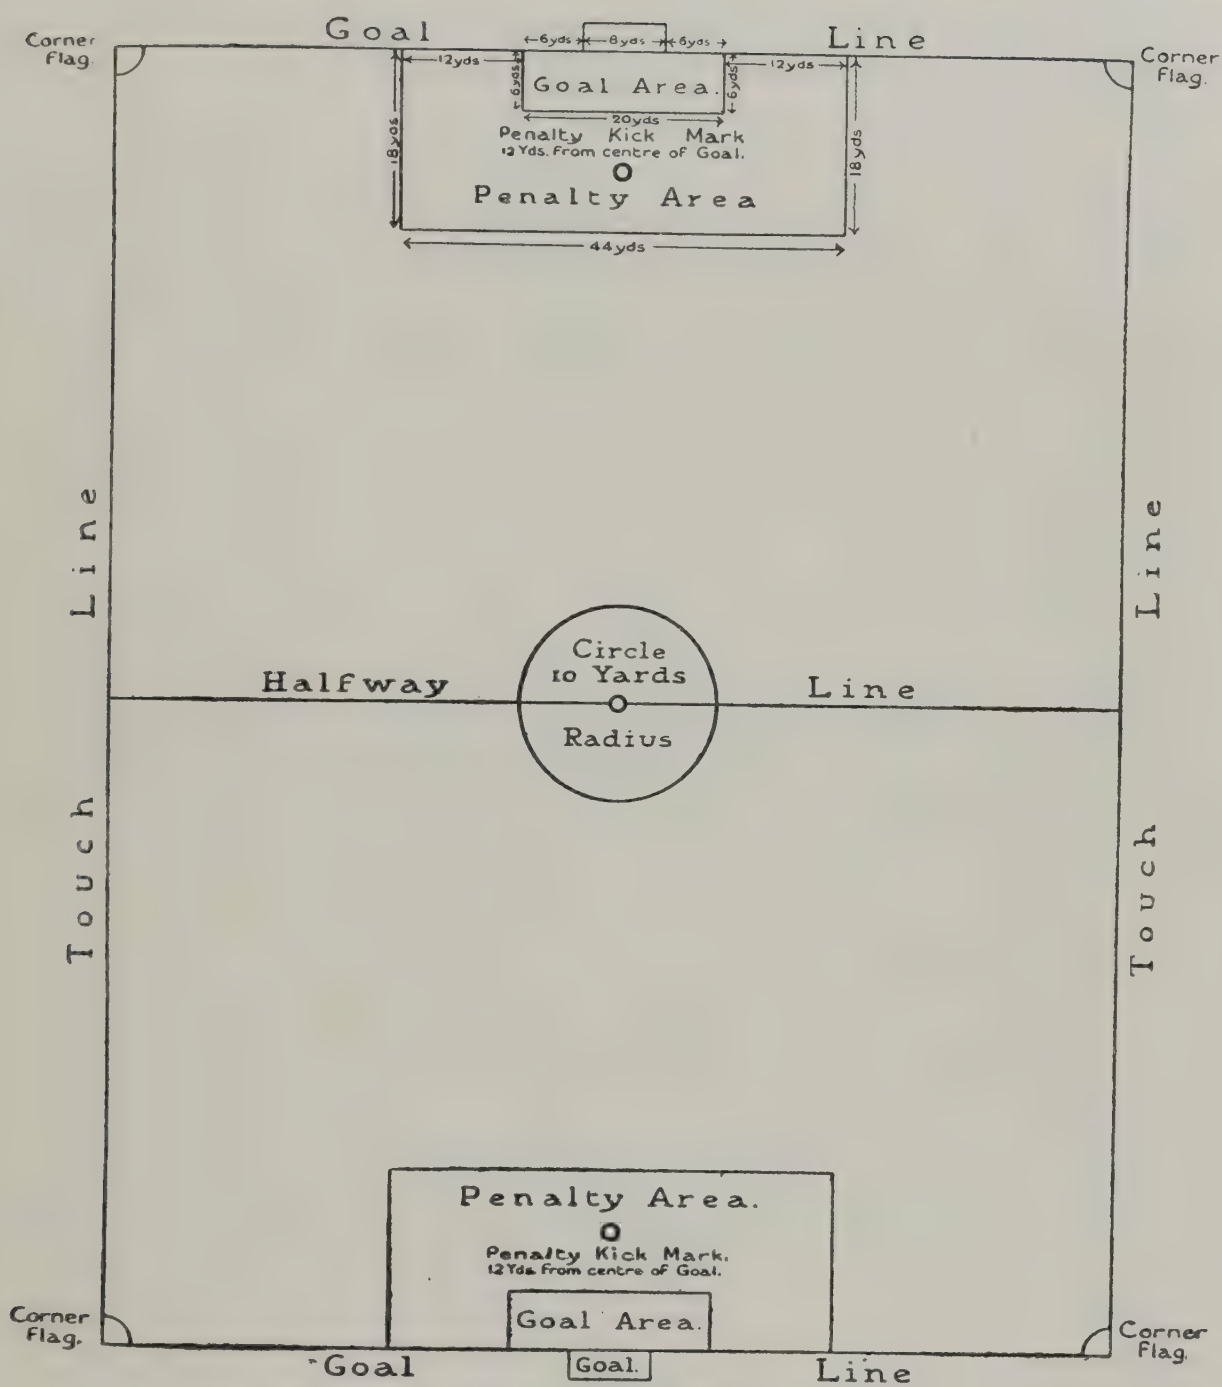 Goal Line
Corner
Flag.
←6yds→←8yds→←6yds→
Corner
Flag.
12yds
12yds
6yds
Goal Area.
6yds
20yds
18yds
Penalty Kick Mark
12 Yds. From centre of Goal.
18yds
Penalty Area
44yds
Line
Line
Circle
10 Yards
Halfway Line
Radius
Touch
Touch
Penalty Area.
Penalty Kick Mark.
12 Yds. From centre of Goal.
Corner
Flag.
Goal Area.
Corner
Flag.
Goal Line
Goal.